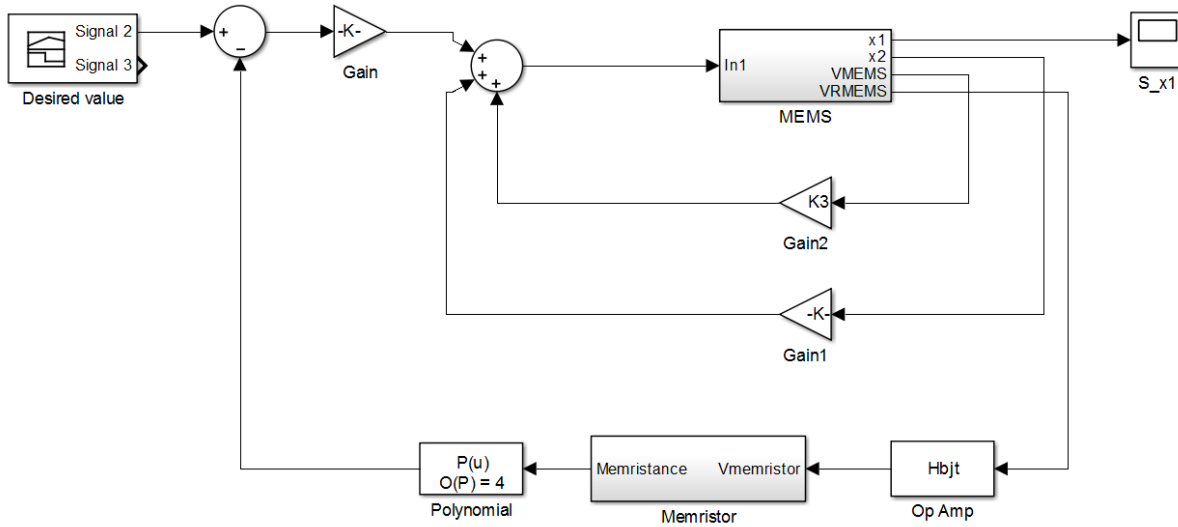 Signal 2
Signal 3
Desired value
+
−
-K-
Gain
+
+
+
In1
x1
x2
VMEMS
VRMEMS
MEMS
S_x1
K3
Gain2
-K-
Gain1
P(u)
O(P) = 4
Polynomial
Memristance
Vmemristor
Memristor
Hbjt
Op Amp